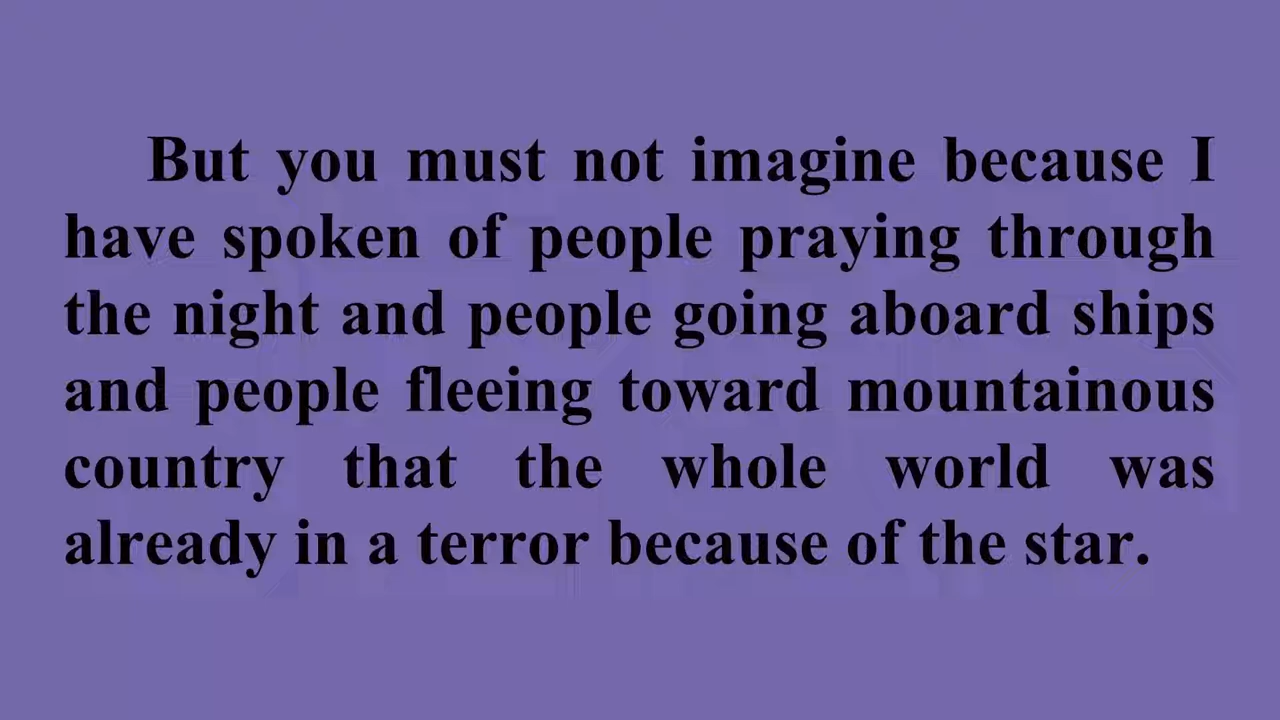 But you must not imagine because I
have spoken of people praying through
the night and people going aboard ships
and people fleeing toward mountainous
country that the whole world was
already in a terror because of the star.